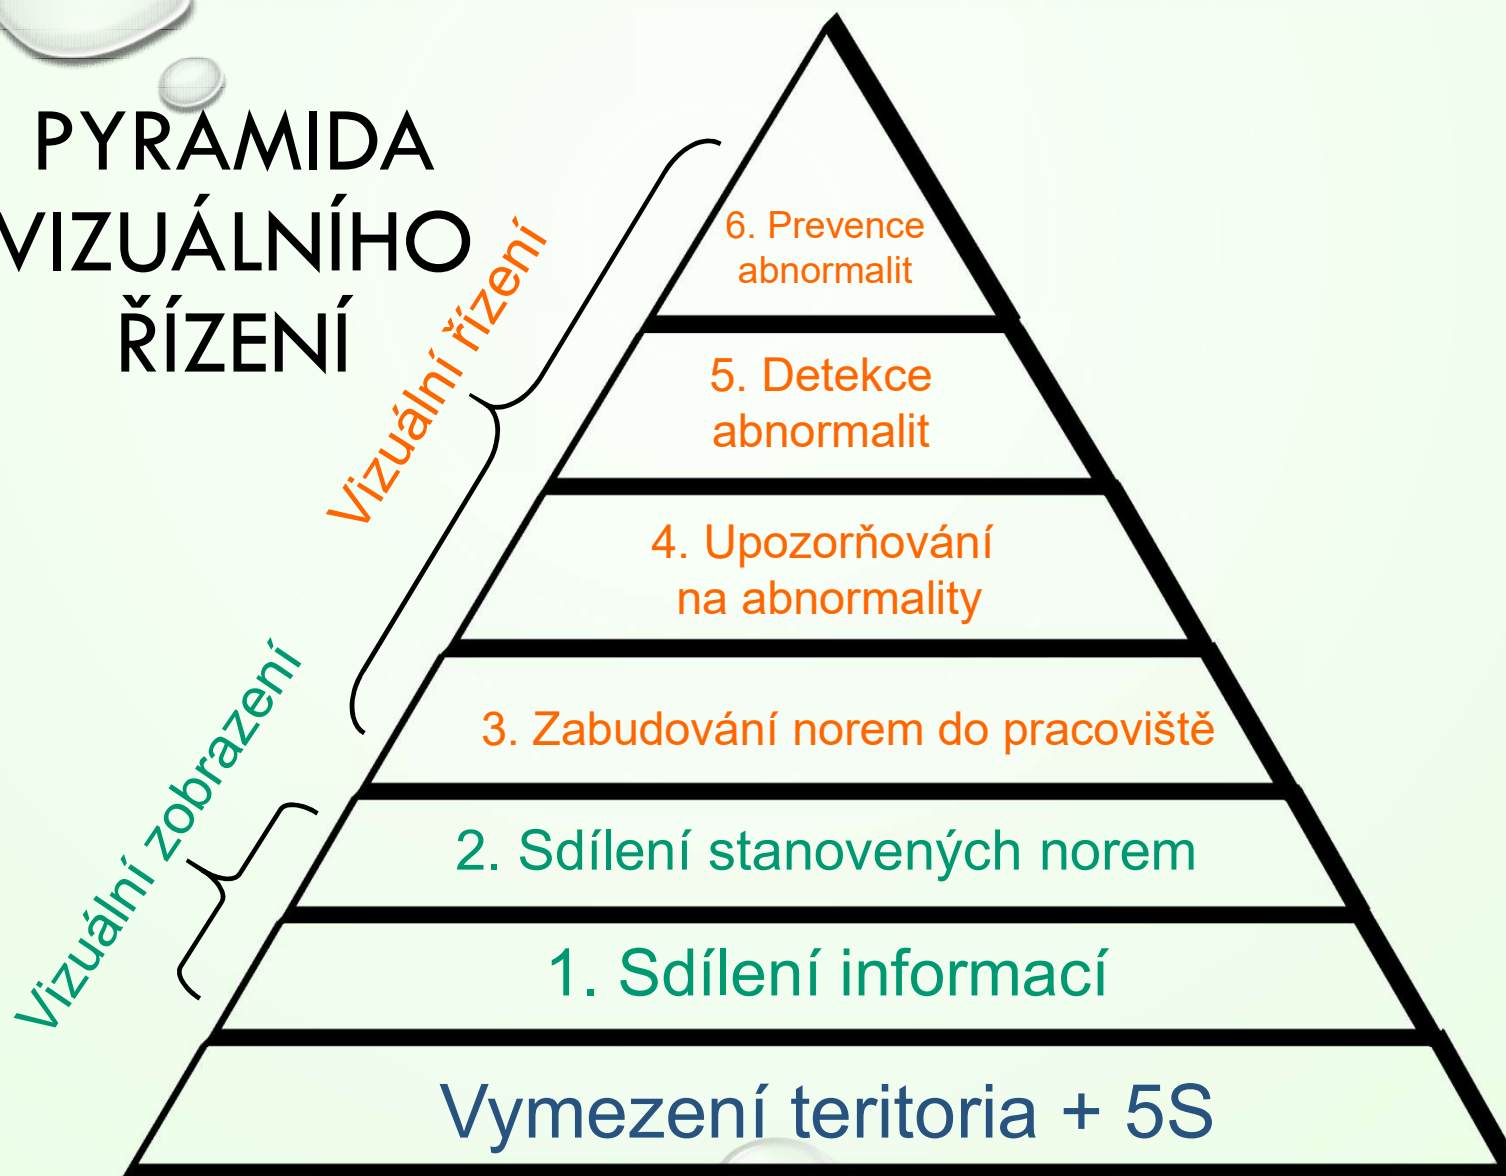 PYRAMIDA
VIZUÁLNÍHO
ŘÍZENÍ
Vizuální řízení
Vizuální zobrazení
6. Prevence
abnormalit
5. Detekce
abnormalit
4. Upozorňování
na abnormality
3. Zabudování norem do pracoviště
2. Sdílení stanovených norem
1. Sdílení informací
Vymezení teritoria + 5S